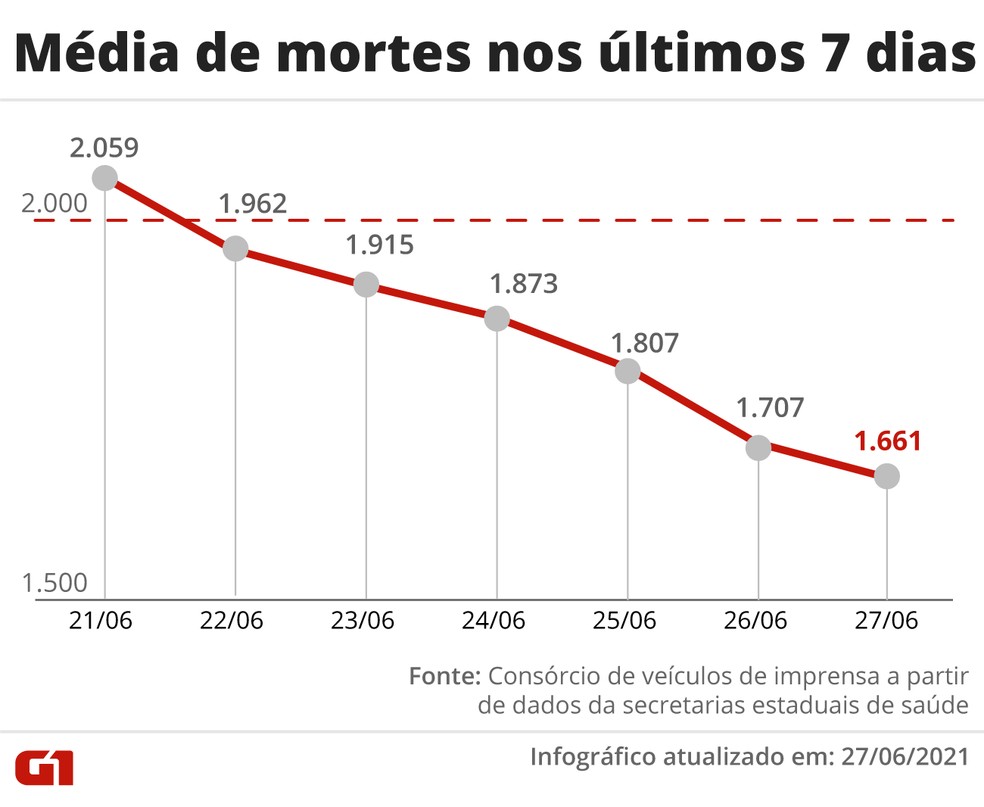 Média de mortes nos últimos 7 dias
2.059
2.000
1.962
1.915
1.873
1.807
1.707
1.661
1.500
21/06 22/06 23/06 24/06 25/06 26/06 27/06
Fonte: Consórcio de veículos de imprensa a partir
de dados da secretarias estaduais de saúde
G1
Infográfico atualizado em: 27/06/2021